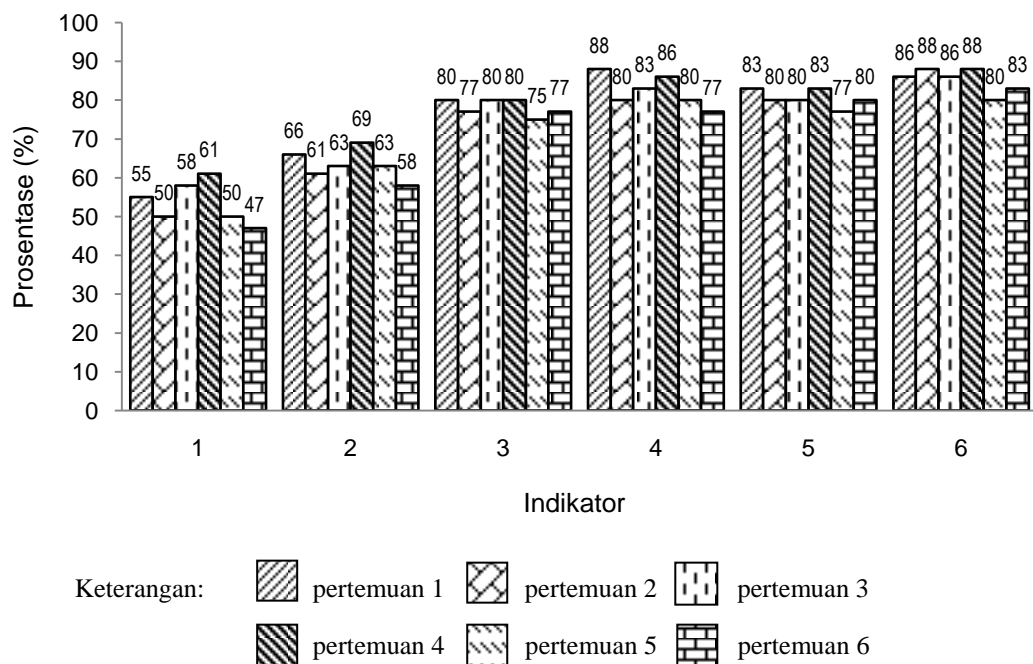 100
90
80
70
60
50
40
30
20
10
0
Prosentase (%)
55 50 58 61 50 47
66 61 63 69 63 58
80 77 80 80 75 77
88 80 83 86 80 77
83 80 80 83 77 80
86 88 86 88 80 83
1 2 3 4 5 6
Indikator
Keterangan: pertemuan 1 pertemuan 2 pertemuan 3
pertemuan 4 pertemuan 5 pertemuan 6